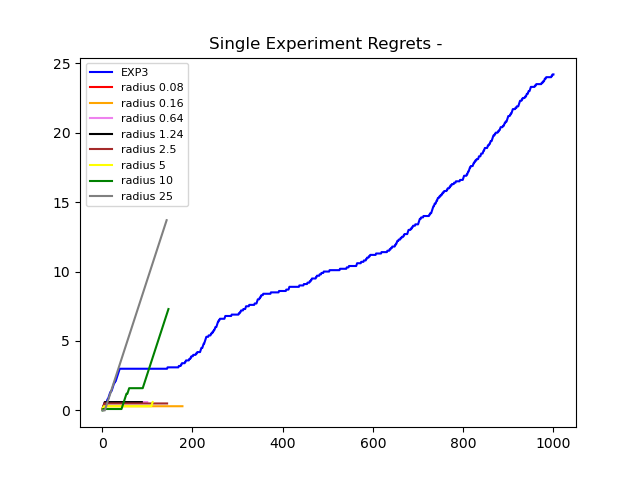 Single Experiment Regrets -
25
20
15
10
5
0
EXP3
radius 0.08
radius 0.16
radius 0.64
radius 1.24
radius 2.5
radius 5
radius 10
radius 25
0 200 400 600 800 1000